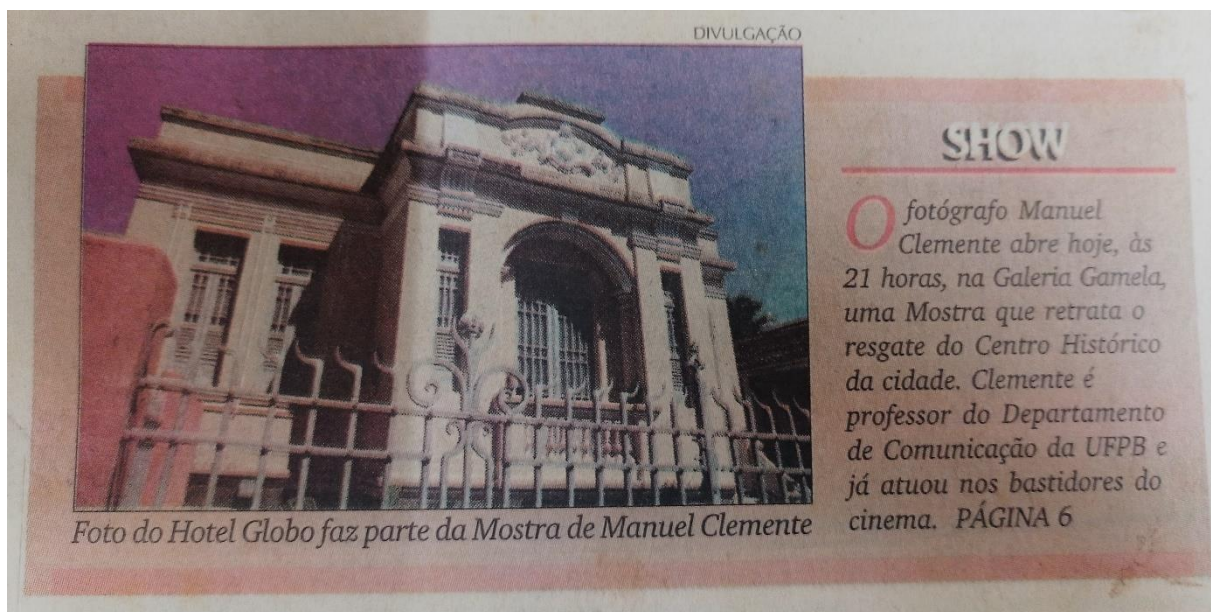 DIVULGAÇÃO
Foto do Hotel Globo faz parte da Mostra de Manuel Clemente
SHOW
O fotógrafo Manuel
Clemente abre hoje, às
21 horas, na Galeria Gamela,
uma Mostra que retrata o
resgate do Centro Histórico
da cidade. Clemente é
professor do Departamento
de Comunicação da UFPB e
já atuou nos bastidores do
cinema. PÁGINA 6